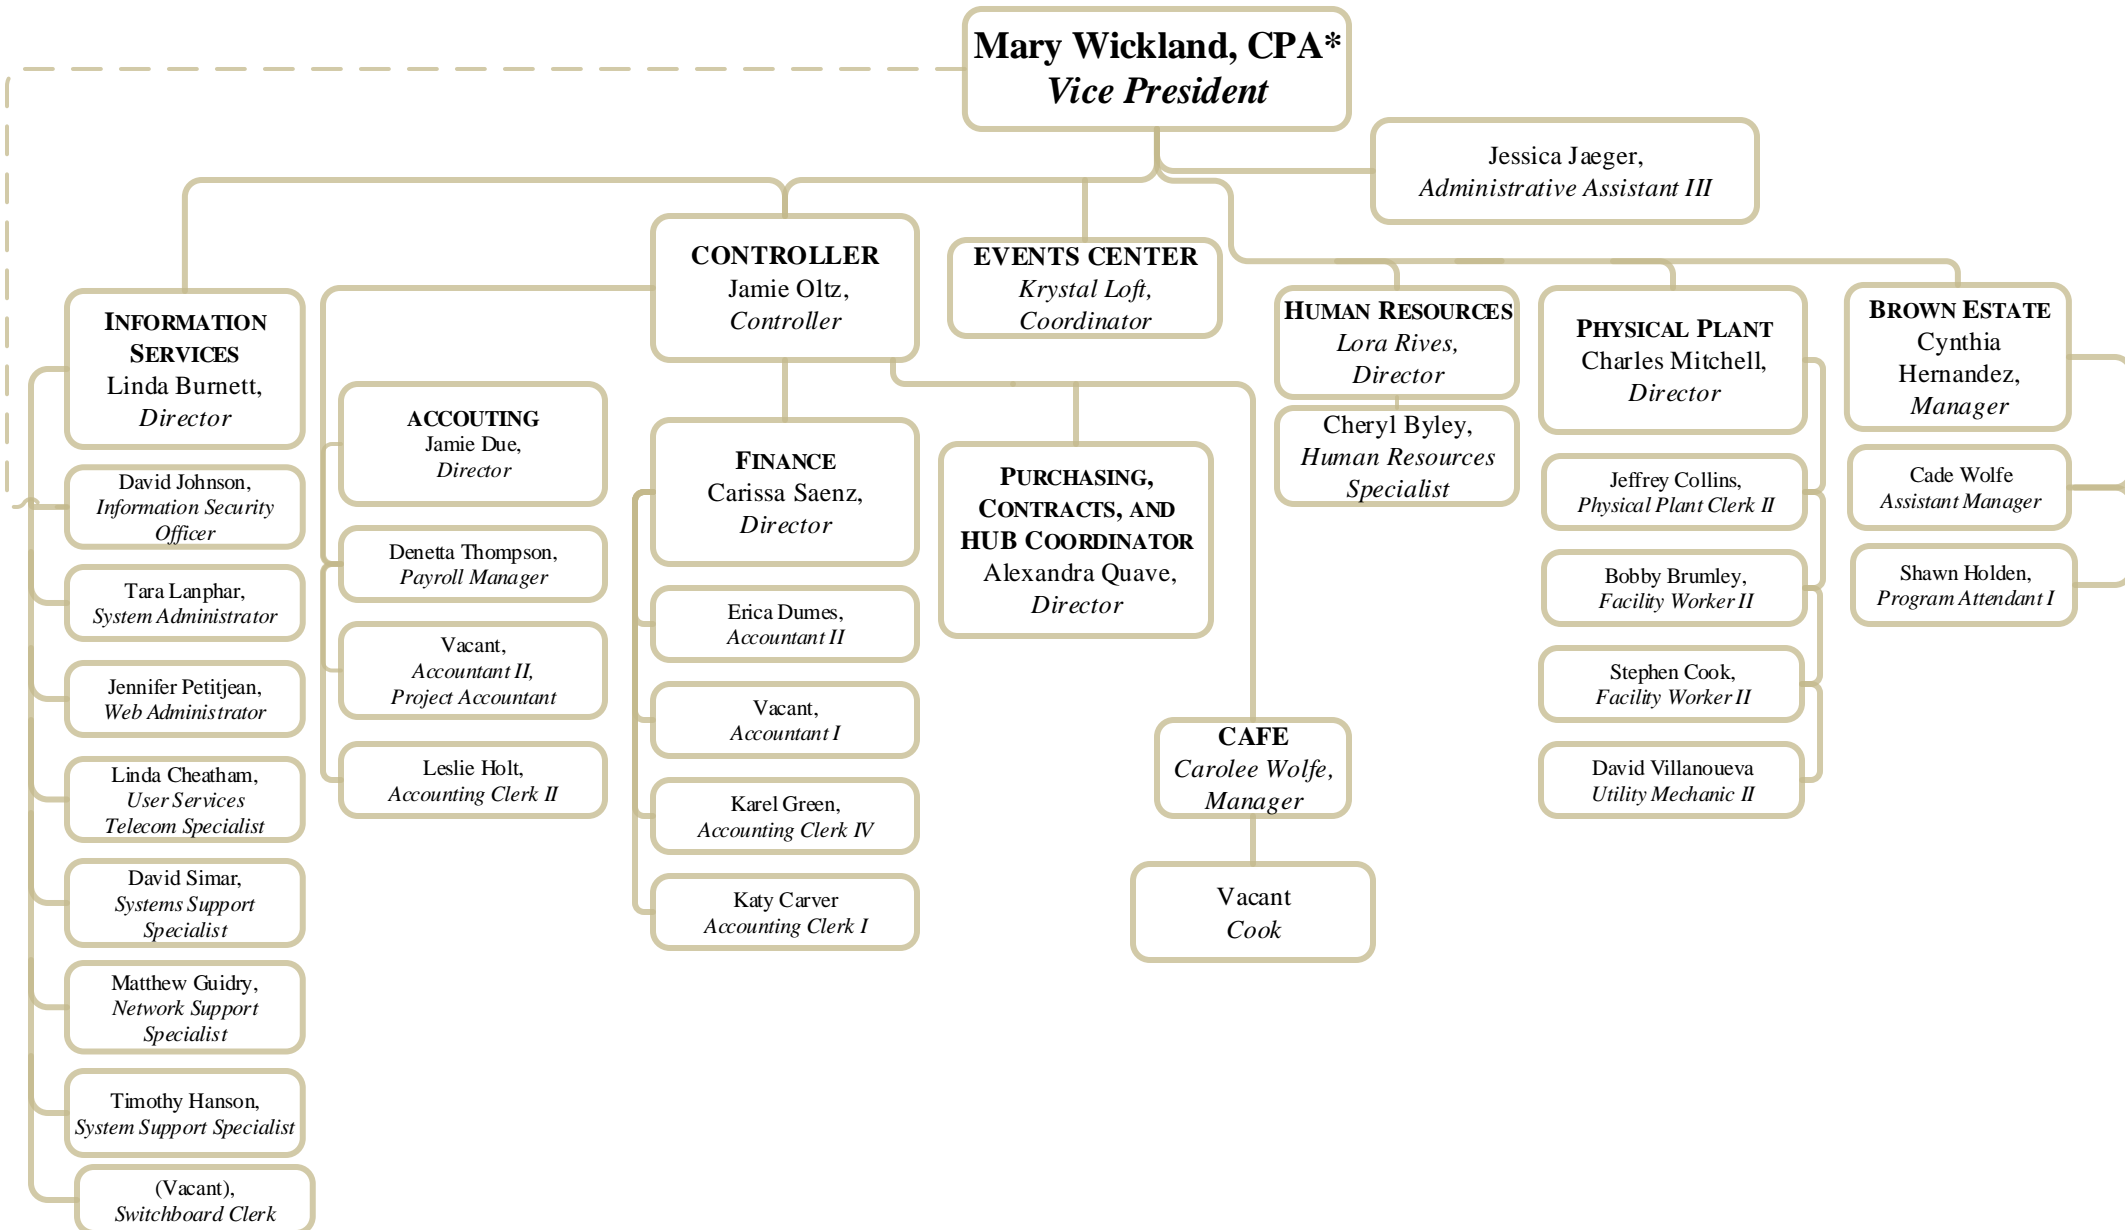 Mary Wickland, CPA*
Vice President
Jessica Jaeger,
Administrative Assistant III
INFORMATION
SERVICES
Linda Burnett,
Director
David Johnson,
Information Security
Officer
Tara Lanphar,
System Administrator
Jennifer Petitjean,
Web Administrator
Linda Cheatham,
User Services
Telecom Specialist
David Simar,
Systems Support
Specialist
Matthew Guidry,
Network Support
Specialist
Timothy Hanson,
System Support Specialist
(Vacant),
Switchboard Clerk
CONTROLLER
Jamie Oltz,
Controller
ACCOUTING
Jamie Due,
Director
Denetta Thompson,
Payroll Manager
Vacant,
Accountant II,
Project Accountant
Leslie Holt,
Accounting Clerk II
FINANCE
Carissa Saenz,
Director
Erica Dumes,
Accountant II
Vacant,
Accountant I
Karel Green,
Accounting Clerk IV
Katy Carver
Accounting Clerk I
EVENTS CENTER
Krystal Loft,
Coordinator
PURCHASING,
CONTRACTS, AND
HUB COORDINATOR
Alexandra Quave,
Director
CAFE
Carolee Wolfe,
Manager
Vacant
Cook
HUMAN RESOURCES
Lora Rives,
Director
Cheryl Byley,
Human Resources
Specialist
PHYSICAL PLANT
Charles Mitchell,
Director
Jeffrey Collins,
Physical Plant Clerk II
Bobby Brumley,
Facility Worker II
Stephen Cook,
Facility Worker II
David Villanoueva
Utility Mechanic II
BROWN ESTATE
Cynthia
Hernandez,
Manager
Cade Wolfe
Assistant Manager
Shawn Holden,
Program Attendant I